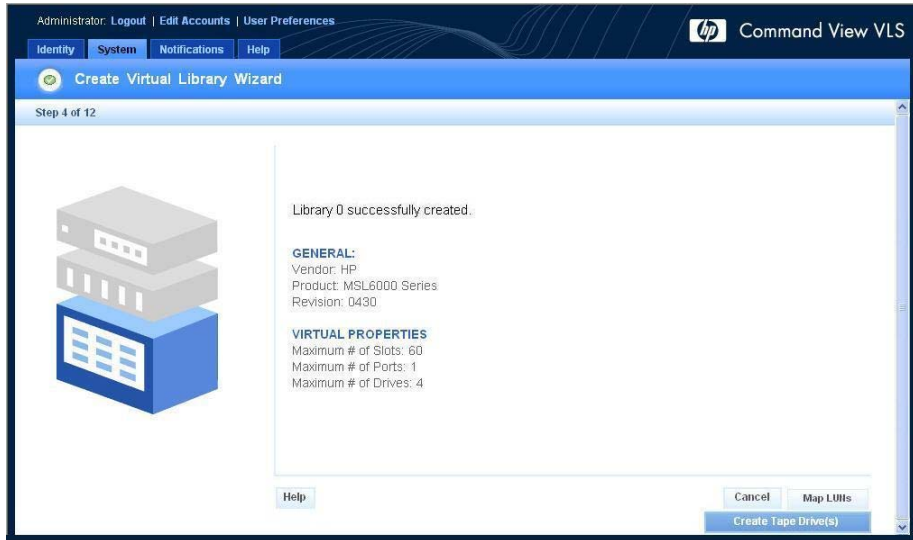 Administrator: Logout | Edit Accounts | User Preferences
hp Command View VLS
Identity System Notifications Help
Create Virtual Library Wizard
Step 4 of 12
Library 0 successfully created.
GENERAL:
Vendor: HP
Product: MSL6000 Series
Revision: 0430
VIRTUAL PROPERTIES
Maximum # of Slots: 60
Maximum # of Ports: 1
Maximum # of Drives: 4
Help Cancel Map LUNs
Create Tape Drive(s)